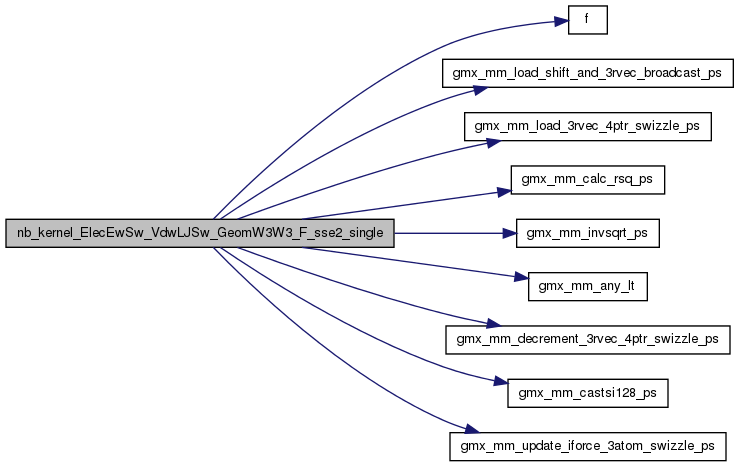 f
gmx_mm_load_shift_and_3rvec_broadcast_ps
gmx_mm_load_3rvec_4ptr_swizzle_ps
gmx_mm_calc_rsq_ps
nb_kernel_ElecEwSw_VdwLJSw_GeomW3W3_F_sse2_single
gmx_mm_invsqrt_ps
gmx_mm_any_lt
gmx_mm_decrement_3rvec_4ptr_swizzle_ps
gmx_mm_castsi128_ps
gmx_mm_update_iforce_3atom_swizzle_ps